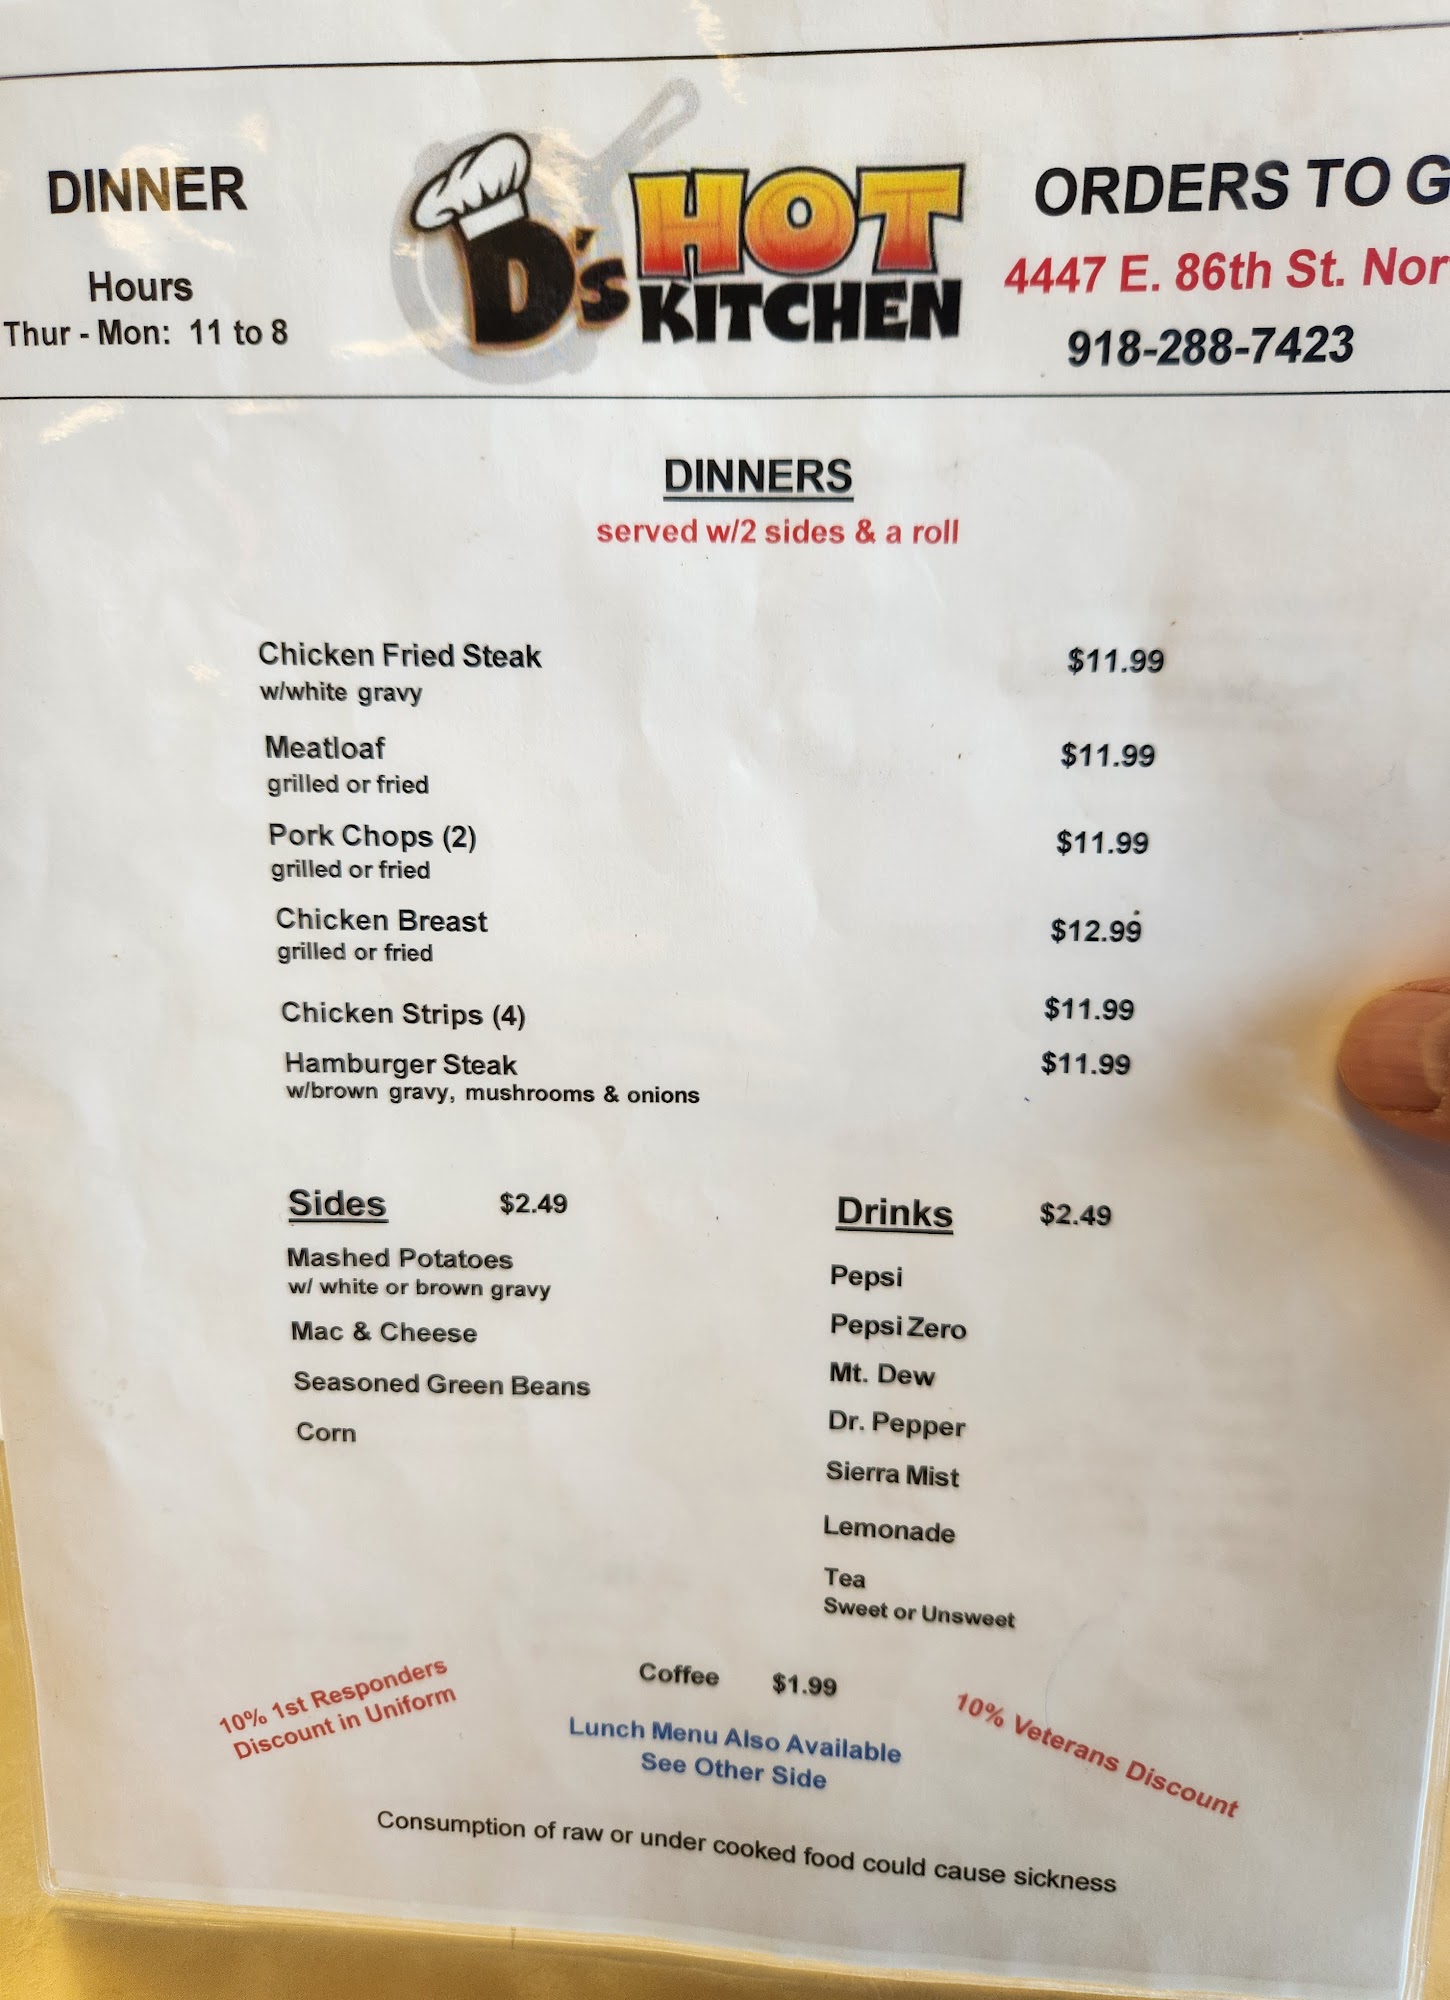 DINNER
Hours
Thur - Mon: 11 to 8
D's HOT
KITCHEN
ORDERS TO G
4447 E. 86th St. Nor
918-288-7423
DINNERS
served w/2 sides & a roll
Chicken Fried Steak $11.99
w/white gravy
Meatloaf $11.99
grilled or fried
Pork Chops (2) $11.99
grilled or fried
Chicken Breast $12.99
grilled or fried
Chicken Strips (4) $11.99
Hamburger Steak $11.99
w/brown gravy, mushrooms & onions
Sides $2.49
Mashed Potatoes
w/ white or brown gravy
Mac & Cheese
Seasoned Green Beans
Corn
Drinks $2.49
Pepsi
Pepsi Zero
Mt. Dew
Dr. Pepper
Sierra Mist
Lemonade
Tea
Sweet or Unsweet
Coffee $1.99
10% 1st Responders
Discount in Uniform
Lunch Menu Also Available
See Other Side
10% Veterans Discount
Consumption of raw or under cooked food could cause sickness